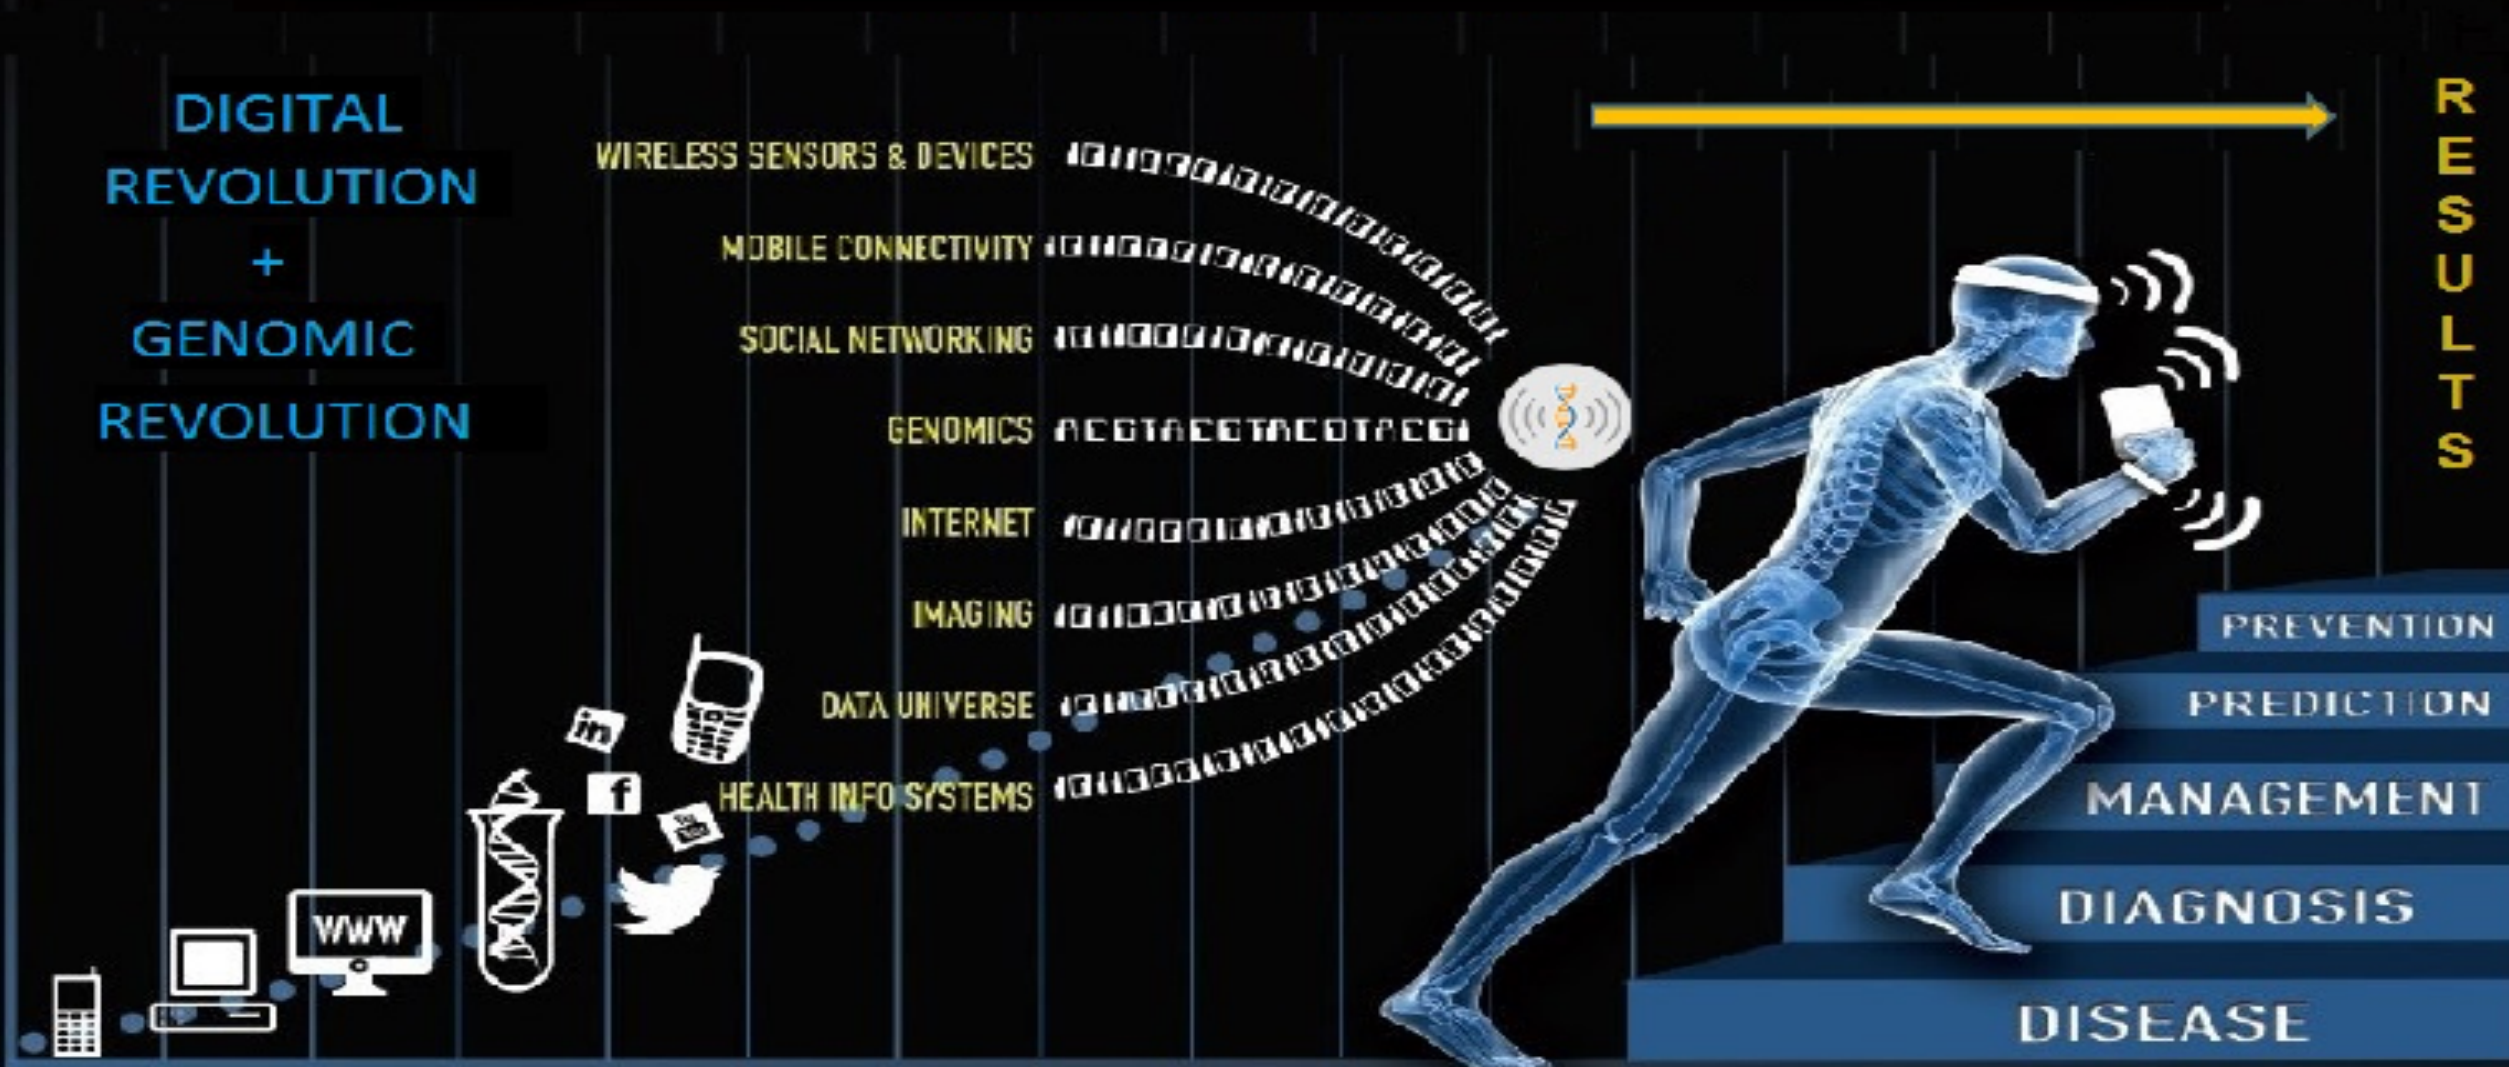 DIGITAL
REVOLUTION
+
GENOMIC
REVOLUTION
WIRELESS SENSORS & DEVICES
MOBILE CONNECTIVITY
SOCIAL NETWORKING
GENOMICS
INTERNET
IMAGING
DATA UNIVERSE
HEALTH INFO SYSTEMS
in
f
WWW
RESULTS
PREVENTION
PREDICTION
MANAGEMENT
DIAGNOSIS
DISEASE